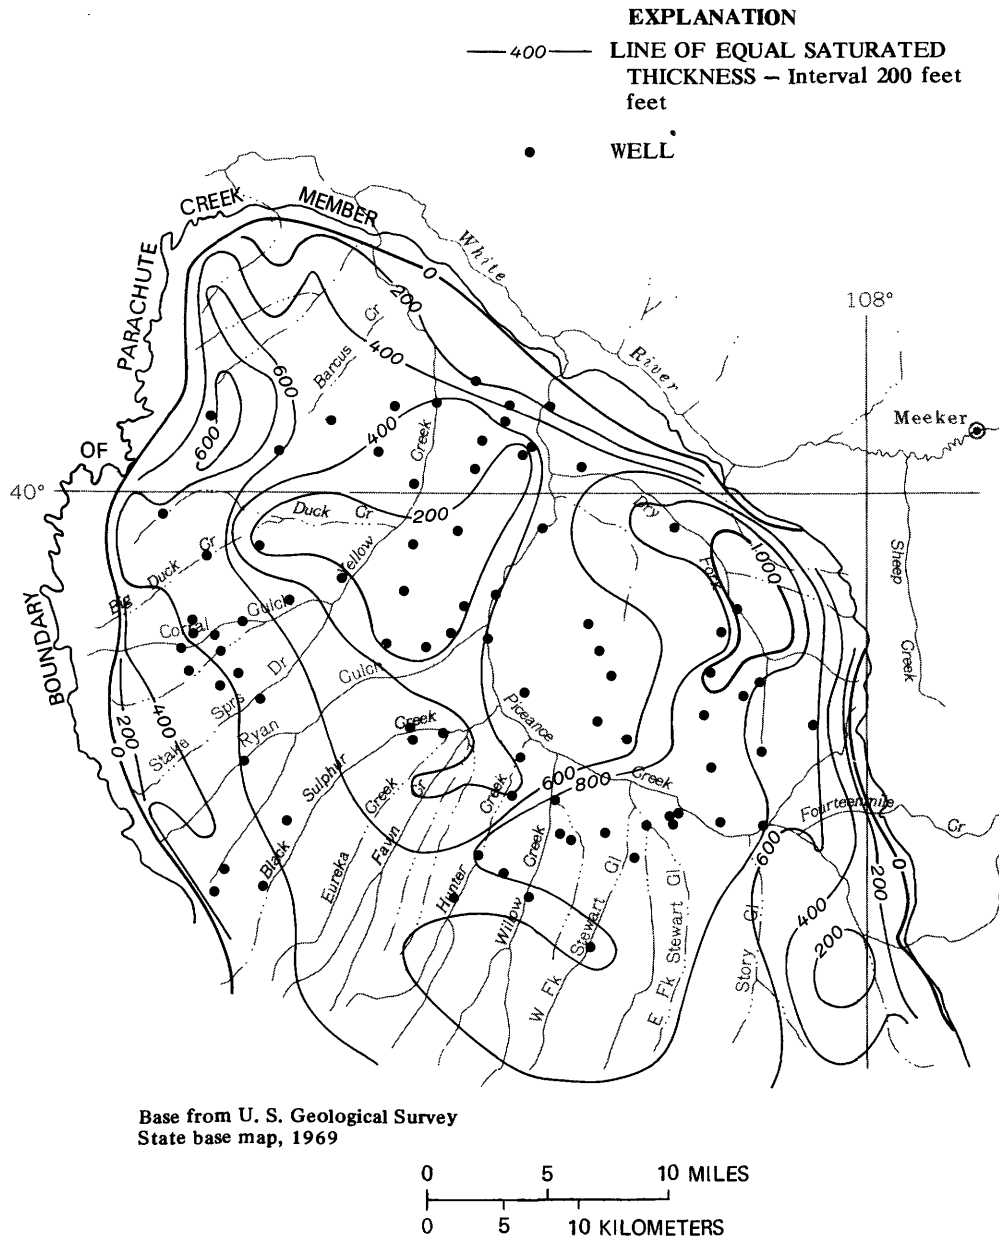 EXPLANATION
—400— LINE OF EQUAL SATURATED
THICKNESS — Interval 200 feet
feet
● WELL
CREEK
MEMBER
PARACHUTE
OF
BOUNDARY
White
River
108°
Meeker
40°
0
200
400
600
Barcus
Cr
400
Creek
600
Duck
Cr
200
Yellow
Dry
Fork
1000
Sheep
Creek
Big
Duck
Cr
Corral
Gulch
Stake
Sprs
Dr
Ryan
Gulch
200
0
400
Piceance
Creek
Creek
Sulphur
Black
Eureka
Fawn
Creek
Cr
Hunter
Creek
Willow
Creek
600
800
Fourteenmile
Cr
600
W Fk
Stewart
Gl
E Fk Stewart Gl
Story
Gl
400
200
0
200
Base from U. S. Geological Survey
State base map, 1969
0 5 10 MILES
0 5 10 KILOMETERS